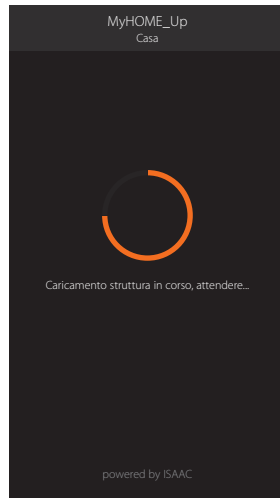 MyHOME_Up
Casa
Caricamento struttura in corso, attendere...
powered by ISAAC